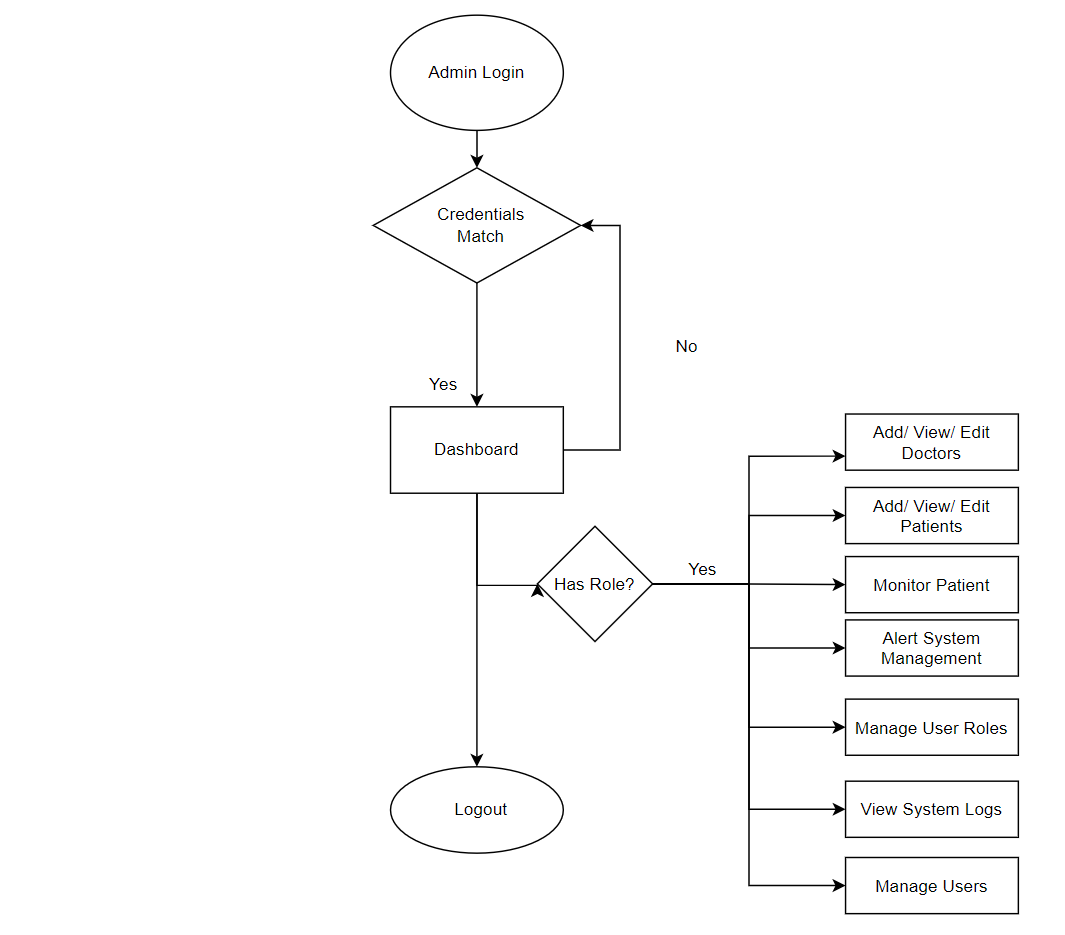 Admin Login
Credentials
Match
No
Yes
Dashboard
Add/ View/ Edit
Doctors
Add/ View/ Edit
Patients
Has Role?
Yes
Monitor Patient
Alert System
Management
Manage User Roles
Logout
View System Logs
Manage Users